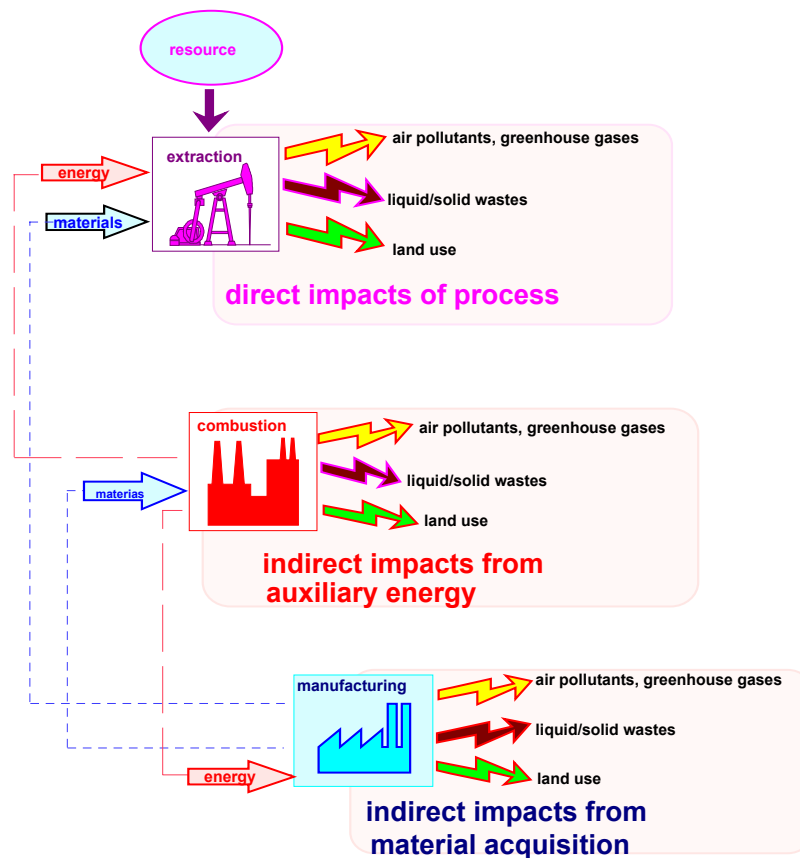 resource
extraction
energy
materials
air pollutants, greenhouse gases
liquid/solid wastes
land use
direct impacts of process
combustion
materias
air pollutants, greenhouse gases
liquid/solid wastes
land use
indirect impacts from
auxiliary energy
manufacturing
energy
air pollutants, greenhouse gases
liquid/solid wastes
land use
indirect impacts from
material acquisition